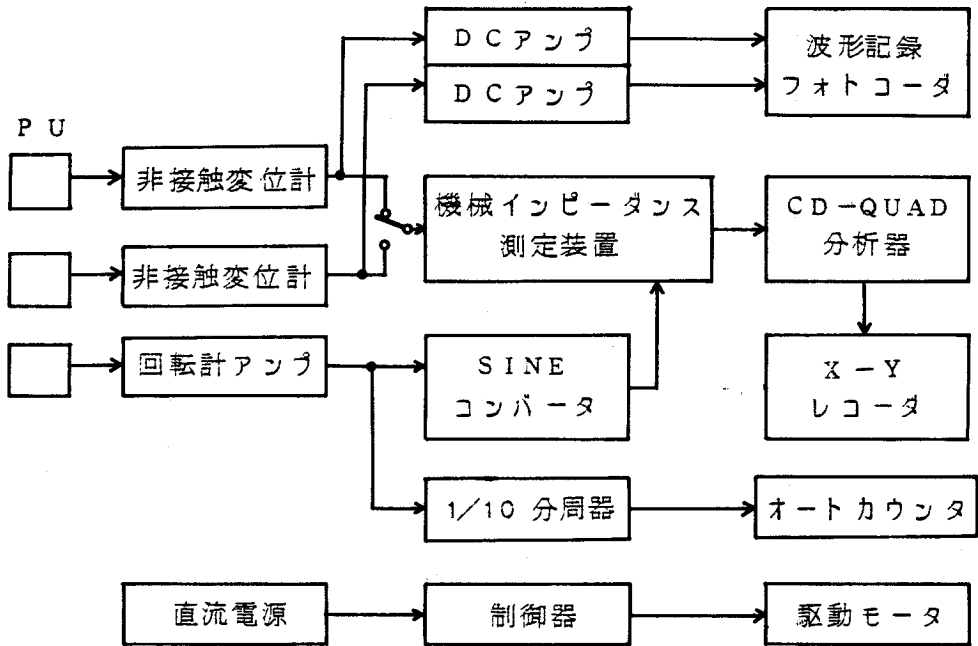 DCアンプ
DCアンプ
波形記録
フォトコーダ
PU
非接触変位計
機械インピーダンス
測定装置
CD-QUAD
分析器
非接触変位計
回転計アンプ
SINE
コンバータ
X-Y
レコーダ
1/10 分周器
オートカウンタ
直流電源
制御器
駆動モータ